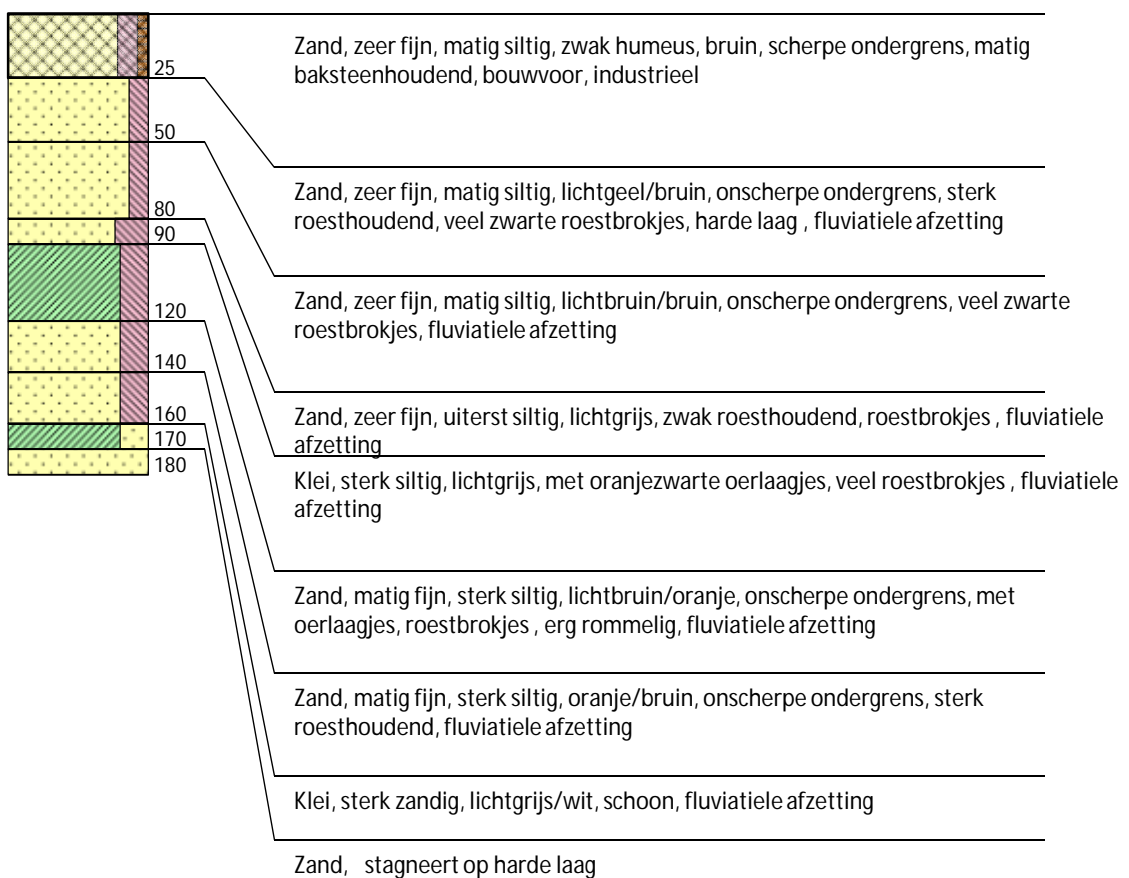 Zand, zeer fijn, matig siltig, zwak humeus, bruin, scherpe ondergrens, matig
baksteenhoudend, bouwvoor, industrieel
25
50
Zand, zeer fijn, matig siltig, lichtgeel/bruin, onscherpe ondergrens, sterk
roesthoudend, veel zwarte roestbrokjes, harde laag , fluviatiele afzetting
80
90
Zand, zeer fijn, matig siltig, lichtbruin/bruin, onscherpe ondergrens, veel zwarte
roestbrokjes, fluviatiele afzetting
120
140
160
Zand, zeer fijn, uiterst siltig, lichtgrijs, zwak roesthoudend, roestbrokjes , fluviatiele
afzetting
170
180
Klei, sterk siltig, lichtgrijs, met oranjezwarte oerlaagjes, veel roestbrokjes , fluviatiele
afzetting
Zand, matig fijn, sterk siltig, lichtbruin/oranje, onscherpe ondergrens, met
oerlaagjes, roestbrokjes , erg rommelig, fluviatiele afzetting
Zand, matig fijn, sterk siltig, oranje/bruin, onscherpe ondergrens, sterk
roesthoudend, fluviatiele afzetting
Klei, sterk zandig, lichtgrijs/wit, schoon, fluviatiele afzetting
Zand, stagneert op harde laag